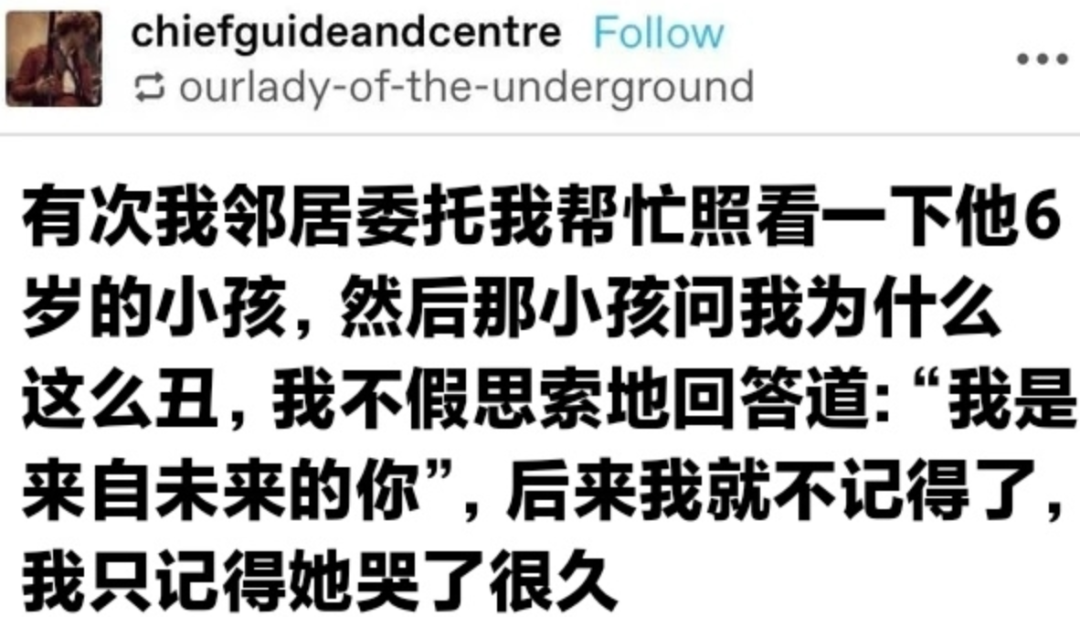 chiefguideandcentre Follow
ourlady-of-the-underground
有次我邻居委托我帮忙照看一下他6
岁的小孩，然后那小孩问我为什么
这么丑，我不假思索地回答道：“我是
来自未来的你”，后来我就不记得了，
我只记得她哭了很久